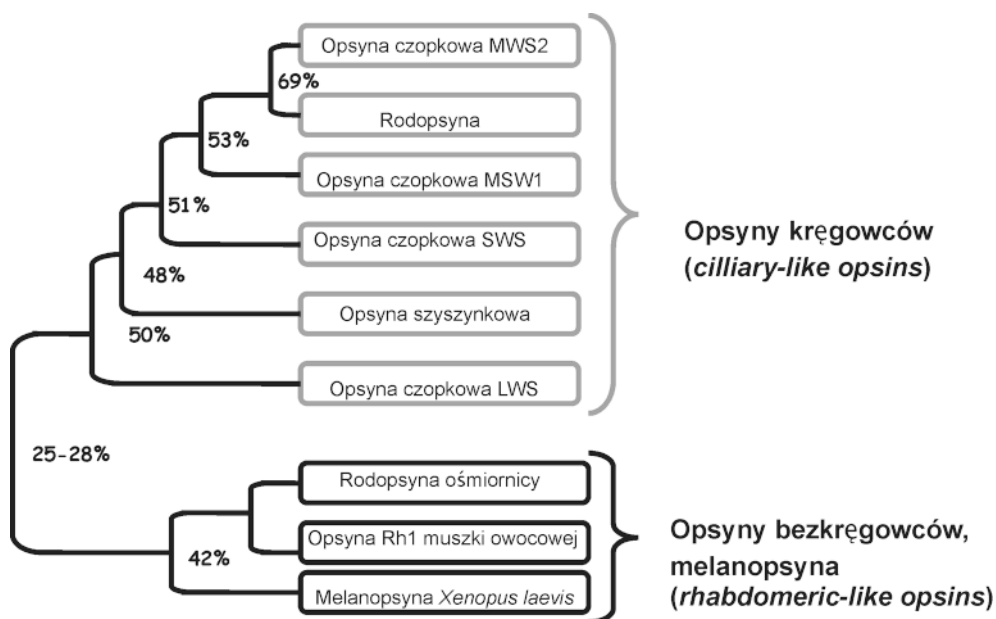 Opsyna czopkowa MWS2
69%
Rodopsyna
53%
Opsyna czopkowa MSW1
51%
Opsyna czopkowa SWS
48%
Opsyna szyszynkowa
50%
Opsyna czopkowa LWS
Opsyny kręgowców
(cilliary-like opsins)
25-28%
Rodopsyna ośmiornicy
Opsyna Rh1 muszki owocowej
42%
Melanopsyna Xenopus laevis
Opsyny bezkręgowców,
melanopsyna
(rhabdomeric-like opsins)